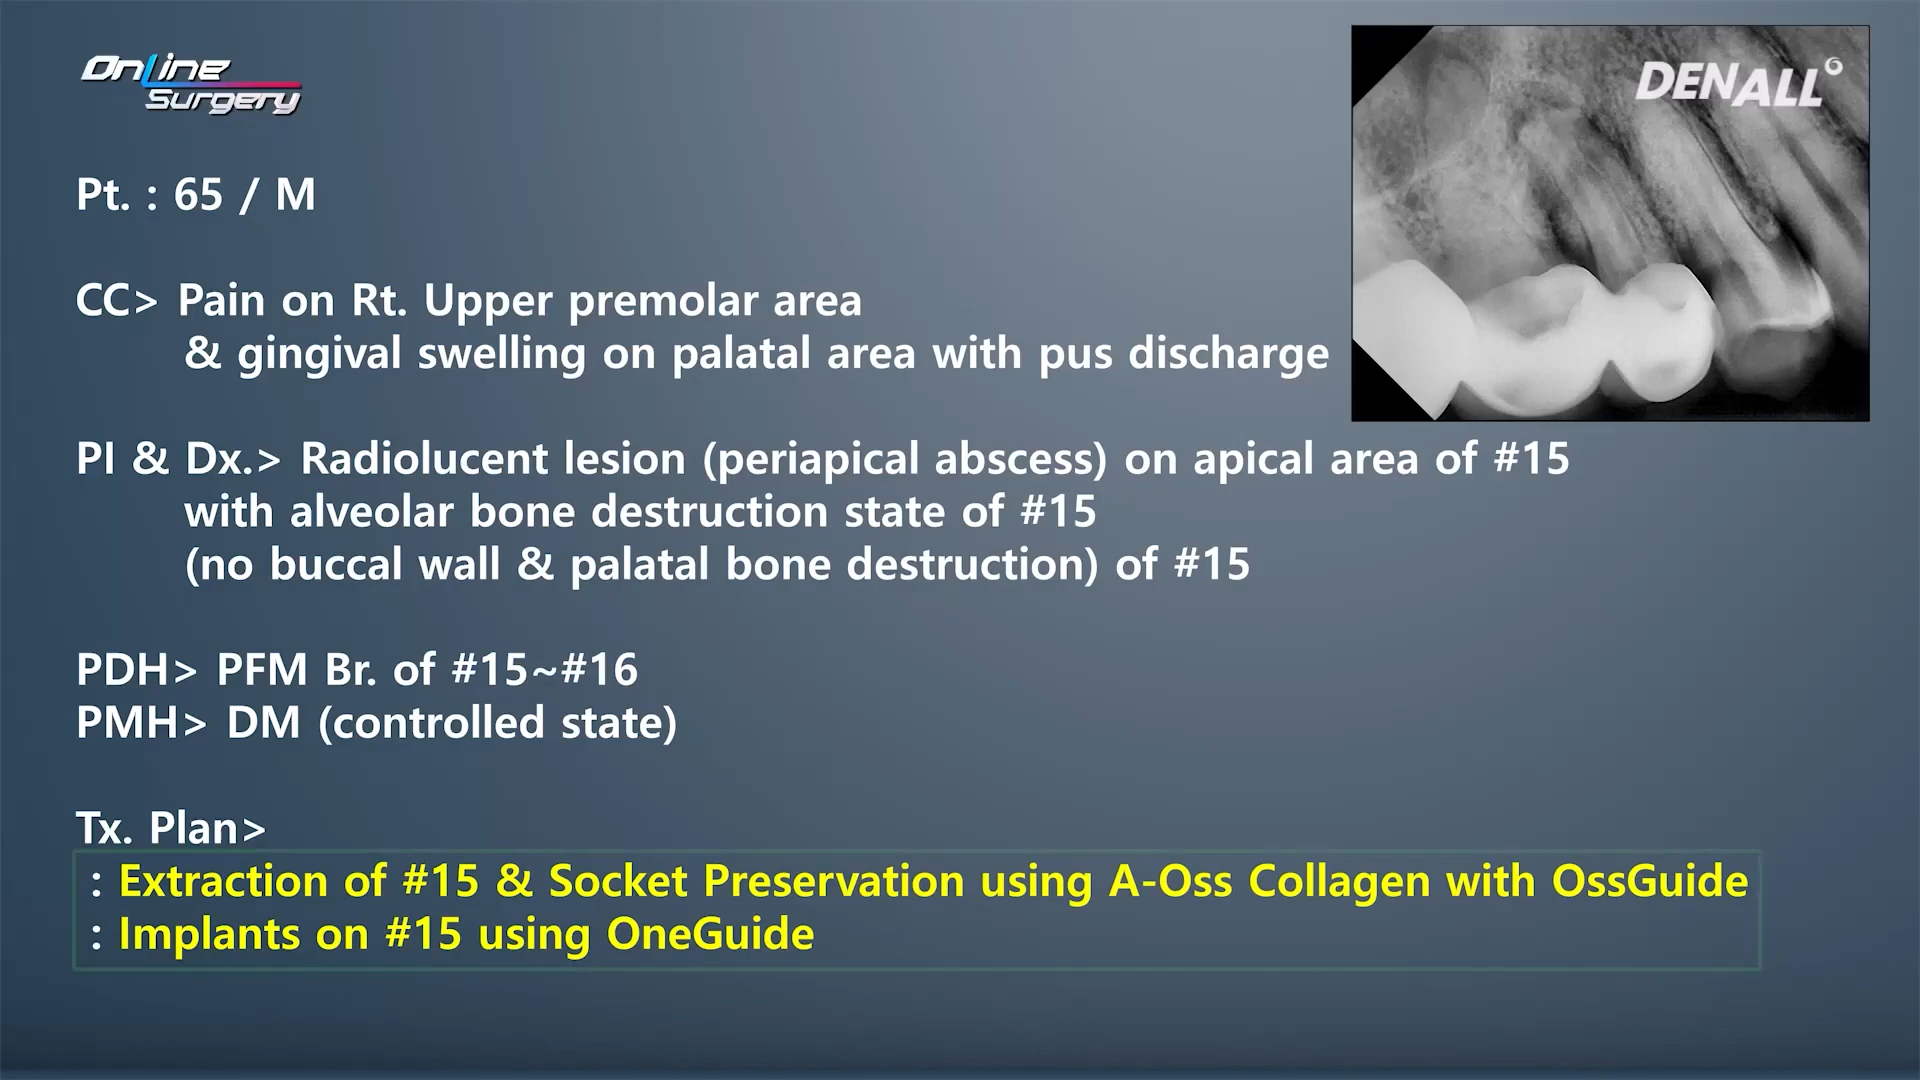 OnLine
Surgery
DENALL
Pt. : 65 / M
CC> Pain on Rt. Upper premolar area
& gingival swelling on palatal area with pus discharge
PI & Dx.> Radiolucent lesion (periapical abscess) on apical area of #15
with alveolar bone destruction state of #15
(no buccal wall & palatal bone destruction) of #15
PDH> PFM Br. of #15~#16
PMH> DM (controlled state)
Tx. Plan>
: Extraction of #15 & Socket Preservation using A-Oss Collagen with OssGuide
: Implants on #15 using OneGuide